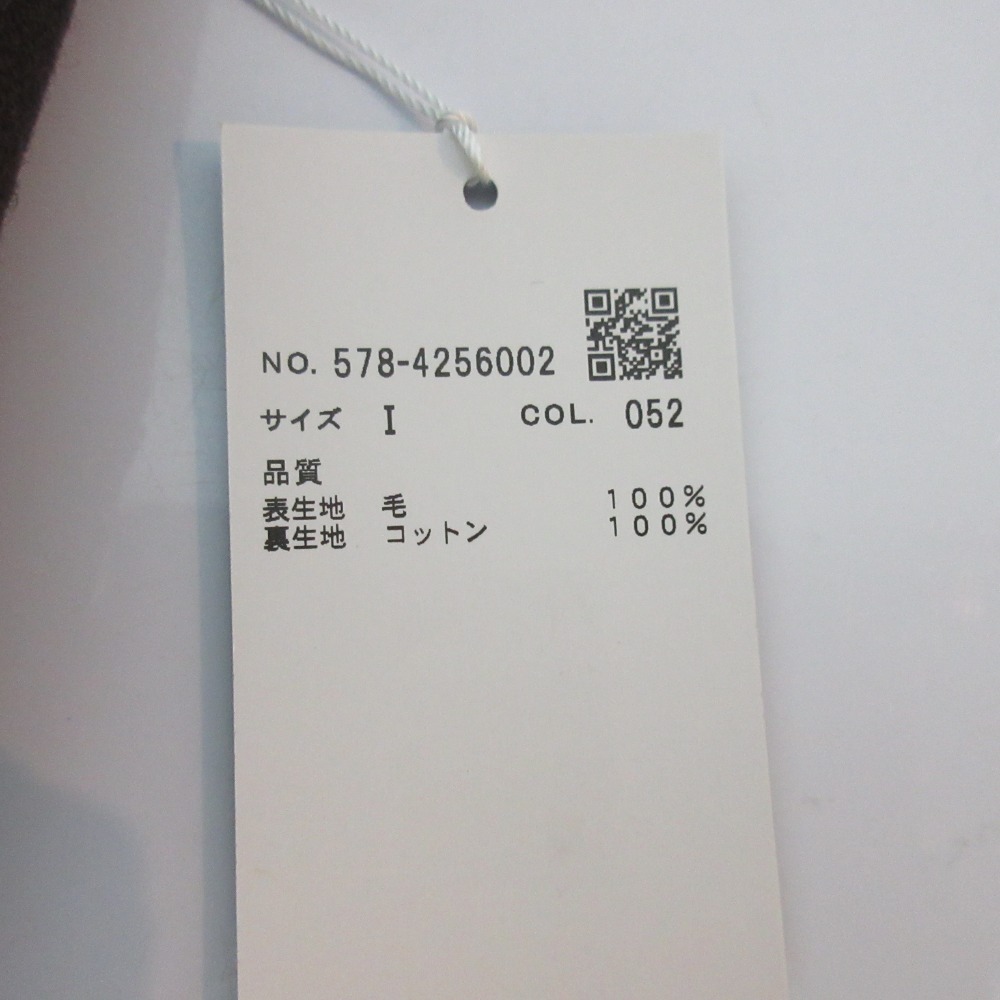 NO. 578-4256002
サイズ I COL. 052
品質
表生地 毛 100%
裏生地 コットン 100%